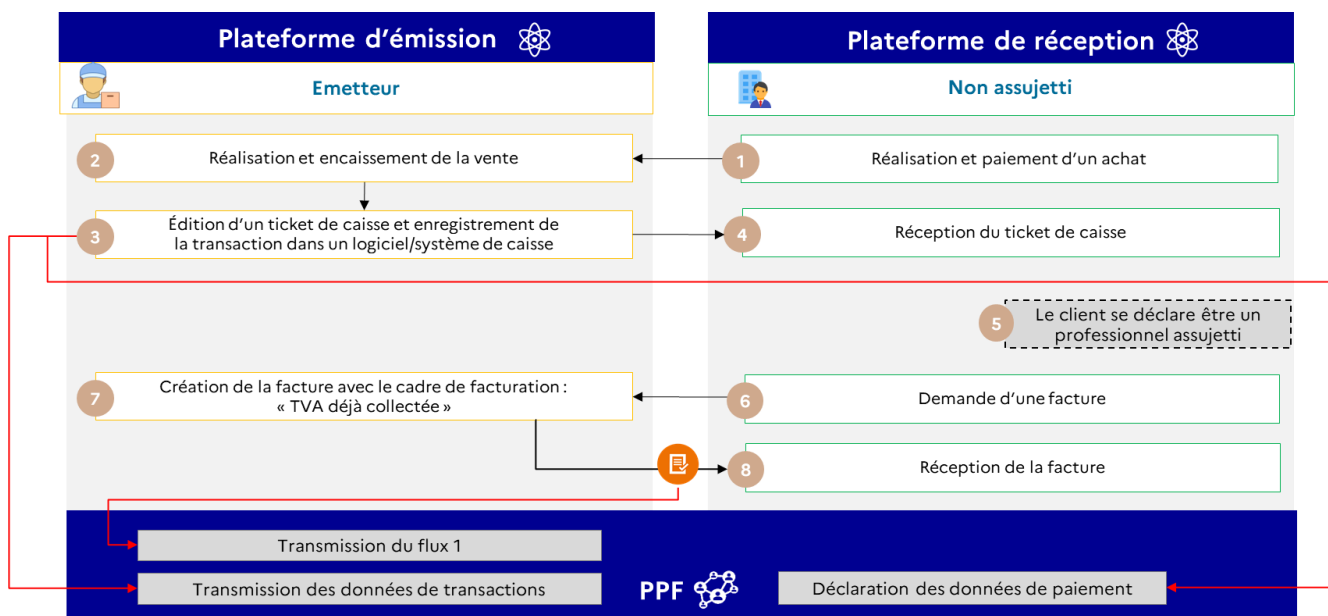 Plateforme d’émission
Plateforme de réception
Emetteur
Non assujetti
2
Réalisation et encaissement de la vente
1
Réalisation et paiement d’un achat
3
Édition d’un ticket de caisse et enregistrement de
la transaction dans un logiciel/système de caisse
4
Réception du ticket de caisse
5
Le client se déclare être un
professionnel assujetti
7
Création de la facture avec le cadre de facturation :
« TVA déjà collectée »
6
Demande d’une facture
8
Réception de la facture
Transmission du flux 1
Transmission des données de transactions
PPF
Déclaration des données de paiement